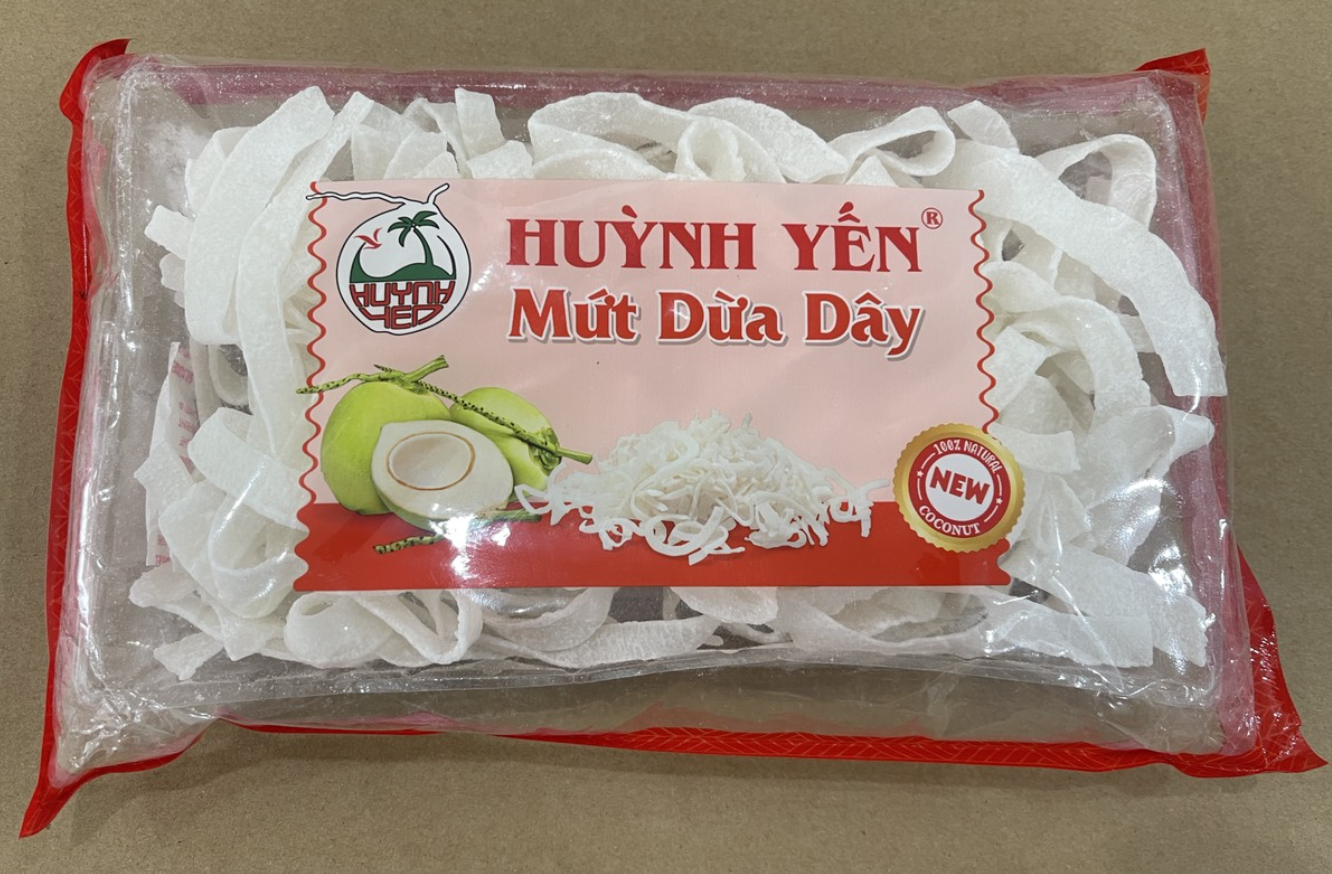 HUỲNH YẾN®
Mứt Dừa Dây
HUYNH
YEN
100% NATURAL
NEW
COCONUT